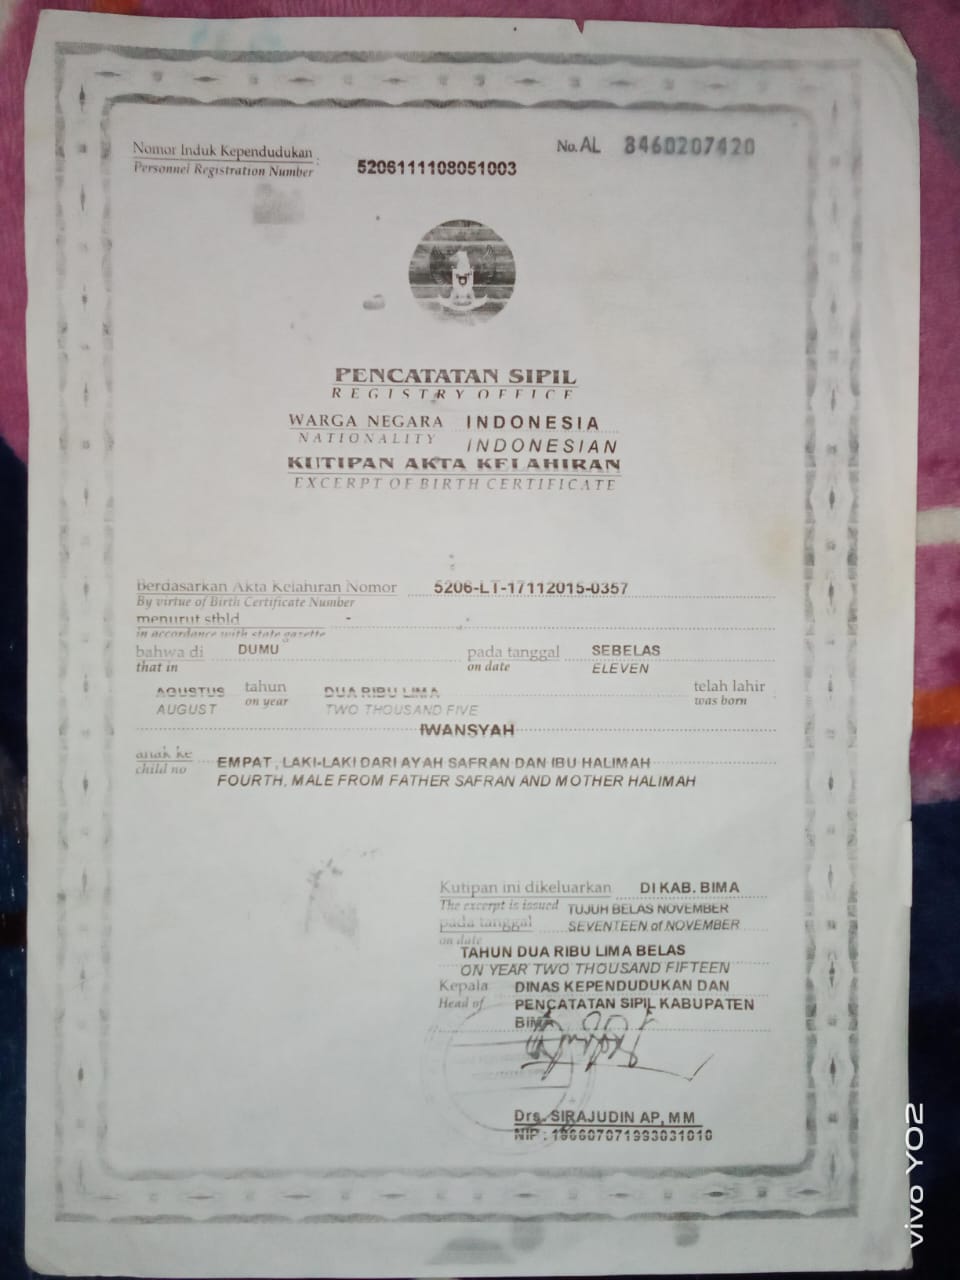 Nomor Induk Kependudukan :
Personnel Registration Number
5206111108051003
No. AL 8460207420
PENCATATAN SIPIL
REGISTRY OFFICE
WARGA NEGARA INDONESIA
NATIONALITY INDONESIAN
KUTIPAN AKTA KELAHIRAN
EXCERPT OF BIRTH CERTIFICATE
Berdasarkan Akta Kelahiran Nomor 5206-LT-17112015-0357
By virtue of Birth Certificate Number
menurut stbld -
in accordance with state gazette
bahwa di DUMU pada tanggal SEBELAS
that in on date ELEVEN
AGUSTUS tahun DUA RIBU LIMA telah lahir
AUGUST on year TWO THOUSAND FIVE was born
IWANSYAH
anak ke EMPAT, LAKI-LAKI DARI AYAH SAFRAN DAN IBU HALIMAH
child no FOURTH, MALE FROM FATHER SAFRAN AND MOTHER HALIMAH
Kutipan ini dikeluarkan DI KAB. BIMA
The excerpt is issued TUJUH BELAS NOVEMBER
pada tanggal SEVENTEEN of NOVEMBER
on date
TAHUN DUA RIBU LIMA BELAS
ON YEAR TWO THOUSAND FIFTEEN
Kepala DINAS KEPENDUDUKAN DAN
Head of PENCATATAN SIPIL KABUPATEN
BIMA
Drs. SIRAJUDIN AP, MM
NIP : 196607071993031010
vivo Y02